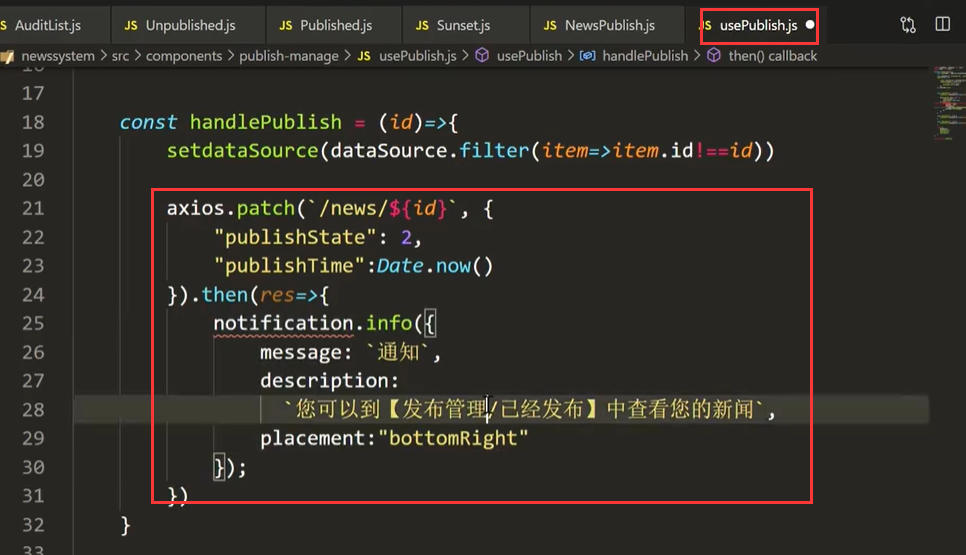 JS AuditList.js JS Unpublished.js JS Published.js JS Sunset.js JS NewsPublish.js JS usePublish.js
newssystem > src > components > publish-manage > JS usePublish.js > usePublish > handlePublish > then() callback
16
17
18 const handlePublish = (id)=>{
19 setdataSource(dataSource.filter(item=>item.id!==id))
20
21 axios.patch(`/news/${id}`, {
22 "publishState": 2,
23 "publishTime":Date.now()
24 }).then(res=>{
25 notification.info({
26 message: `通知`,
27 description:
28 `您可以到【发布管理/已经发布】中查看您的新闻`,
29 placement:"bottomRight"
30 });
31 })
32 }
33